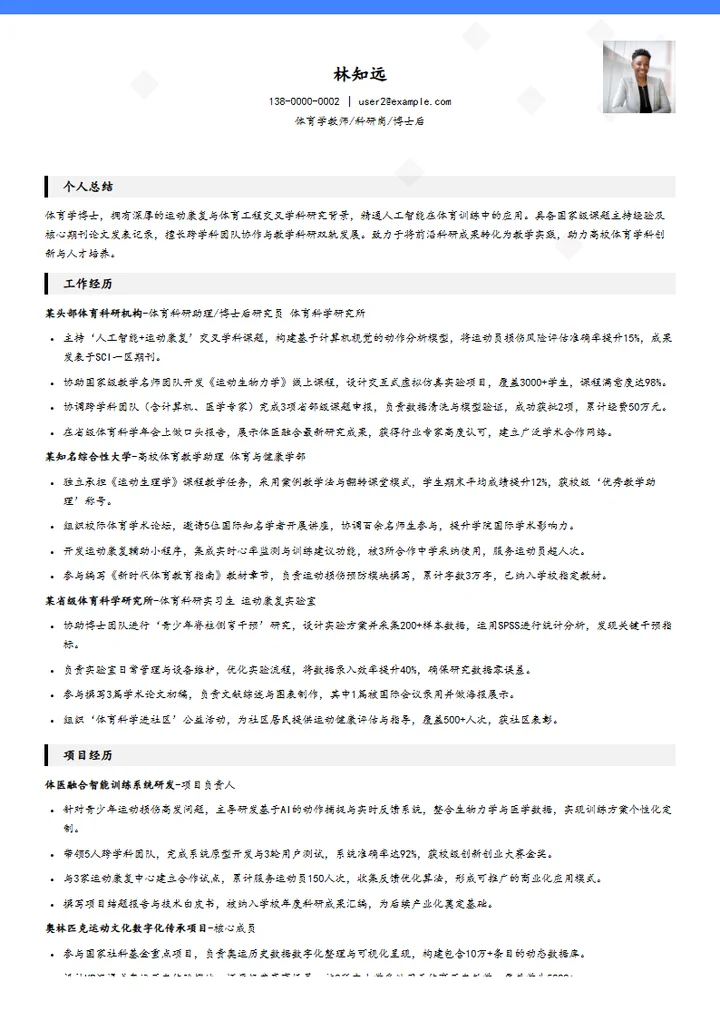 林知远
138-0000-0002 | user2@example.com
体育学教师/科研岗/博士后
个人总结
体育学博士，拥有深厚的运动康复与体育工程交叉学科研究背景，精通人工智能在体育训练中的应用。具备国家级课题主持经验及
核心期刊论文发表记录，擅长跨学科团队协作与教学科研双轨发展。致力于将前沿科研成果转化为教学实践，助力高校体育学科创
新与人才培养。
工作经历
某头部体育科研机构-体育科研助理/博士后研究员 体育科学研究所
• 主持‘人工智能+运动康复’交叉学科课题，构建基于计算机视觉的动作分析模型，将运动员损伤风险评估准确率提升15%，成果
发表于SCI一区期刊。
• 协助国家级教学名师团队开发《运动生物力学》线上课程，设计交互式虚拟仿真实验项目，覆盖3000+学生，课程满意度达98%。
• 协调跨学科团队（含计算机、医学专家）完成3项省部级课题申报，负责数据清洗与模型验证，成功获批2项，累计经费50万元。
• 在省级体育科学年会上做口头报告，展示体医融合最新研究成果，获得行业专家高度认可，建立广泛学术合作网络。
某知名综合性大学-高校体育教学助理 体育与健康学部
• 独立承担《运动生理学》课程教学任务，采用案例教学法与翻转课堂模式，学生期末平均成绩提升12%，获校级‘优秀教学助
理’称号。
• 组织校际体育学术论坛，邀请5位国际知名学者开展讲座，协调百余名师生参与，提升学院国际学术影响力。
• 开发运动康复辅助小程序，集成实时心率监测与训练建议功能，被3所合作中学采纳使用，服务运动员超人次。
• 参与编写《新时代体育教育指南》教材章节，负责运动损伤预防模块撰写，累计字数3万字，已纳入学校指定教材。
某省级体育科学研究所-体育科研实习生 运动康复实验室
• 协助博士团队进行‘青少年脊柱侧弯干预’研究，设计实验方案并采集200+样本数据，运用SPSS进行统计分析，发现关键干预指
标。
• 负责实验室日常管理与设备维护，优化实验流程，将数据录入效率提升40%，确保研究数据零误差。
• 参与撰写3篇学术论文初稿，负责文献综述与图表制作，其中1篇被国际会议录用并做海报展示。
• 组织‘体育科学进社区’公益活动，为社区居民提供运动健康评估与指导，覆盖500+人次，获社区表彰。
项目经历
体医融合智能训练系统研发-项目负责人
• 针对青少年运动损伤高发问题，主导研发基于AI的动作捕捉与实时反馈系统，整合生物力学与医学数据，实现训练方案个性化定
制。
• 带领5人跨学科团队，完成系统原型开发与3轮用户测试，系统准确率达92%，获校级创新创业大赛金奖。
• 与3家运动康复中心建立合作试点，累计服务运动员150人次，收集反馈优化算法，形成可推广的商业化应用模式。
• 撰写项目结题报告与技术白皮书，被纳入学校年度科研成果汇编，为后续产业化奠定基础。
奥林匹克运动文化数字化传承项目-核心成员
• 参与国家社科基金重点项目，负责奥运历史数据数字化整理与可视化呈现，构建包含10万+条目的动态数据库。